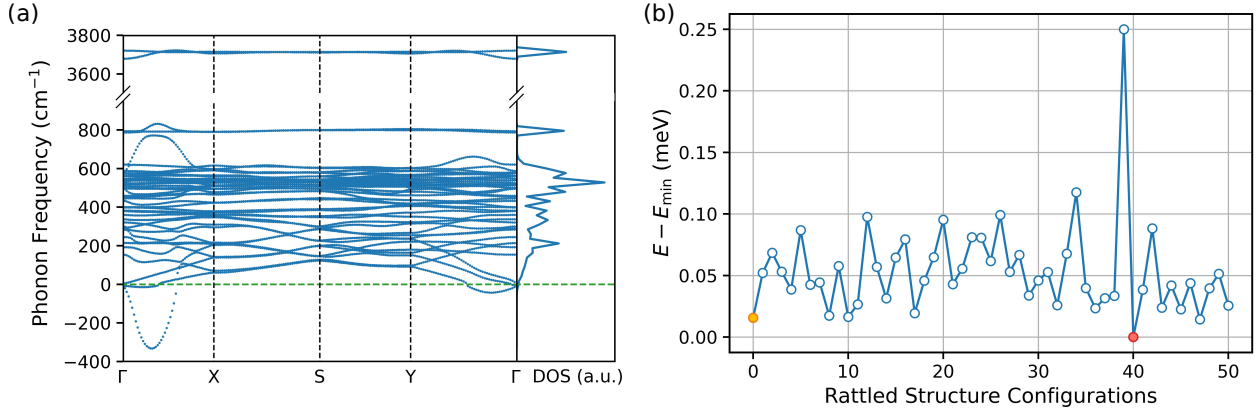 (a)
Phonon Frequency (cm⁻¹)
3800
3600
800
600
400
200
0
−200
−400
Γ X S Y Γ DOS (a.u.)
(b)
E − Emin (meV)
0.25
0.20
0.15
0.10
0.05
0.00
0 10 20 30 40 50
Rattled Structure Configurations